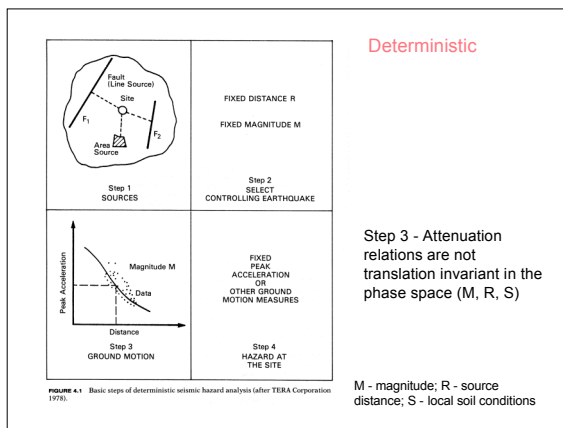 Deterministic
Fault
(Line Source)
Site
F1
F2
Area
Source
Step 1
SOURCES
FIXED DISTANCE R
FIXED MAGNITUDE M
Step 2
SELECT
CONTROLLING EARTHQUAKE
Peak Acceleration
Magnitude M
Data
Distance
Step 3
GROUND MOTION
FIXED
PEAK
ACCELERATION
OR
OTHER GROUND
MOTION MEASURES
Step 4
HAZARD AT
THE SITE
FIGURE 4.1 Basic steps of deterministic seismic hazard analysis (after TERA Corporation
1978).
Step 3 - Attenuation
relations are not
translation invariant in the
phase space (M, R, S)
M - magnitude; R - source
distance; S - local soil conditions